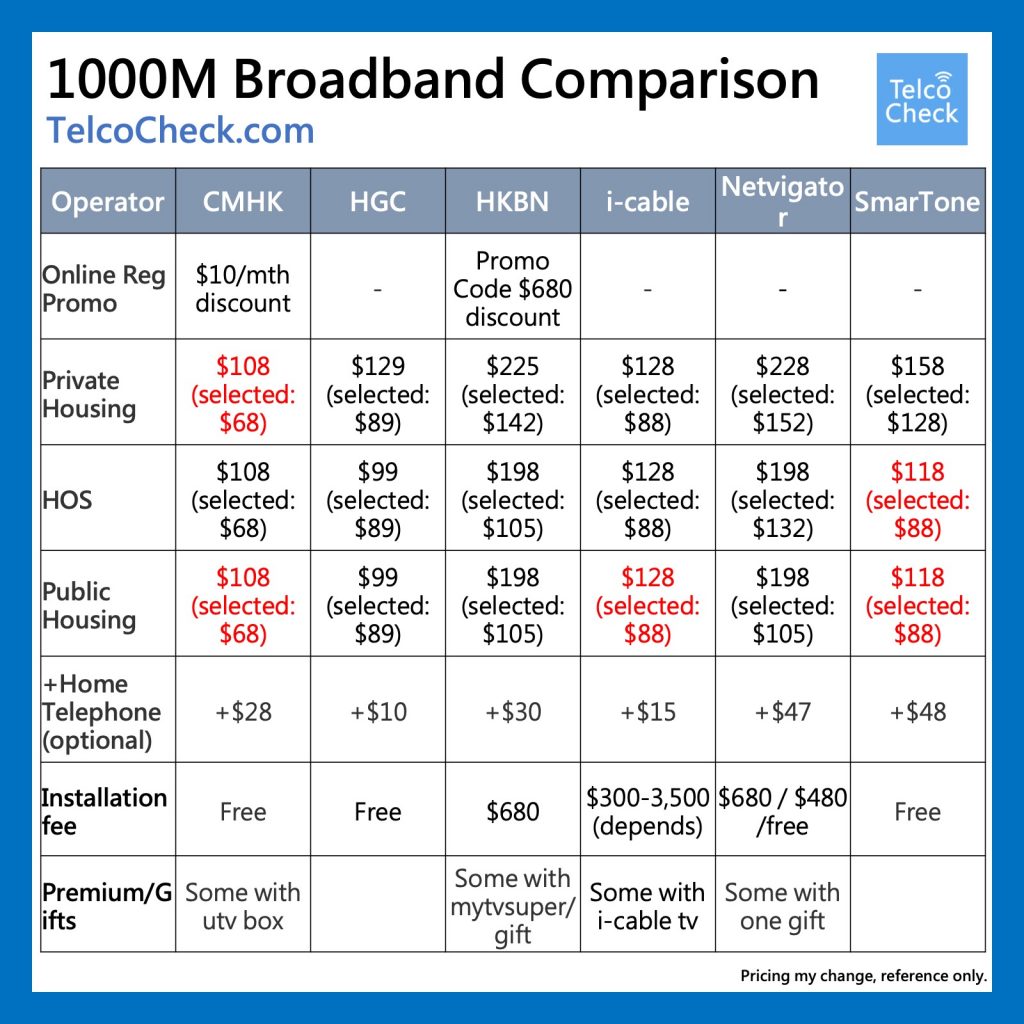 1000M Broadband Comparison
TelcoCheck.com
Telco
Check
Operator CMHK HGC HKBN i-cable Netvigato
r SmarTone
Online Reg
Promo
$10/mth
discount
-
Promo
Code $680
discount
-
-
-
Private
Housing
$108
(selected:
$68)
$129
(selected:
$89)
$225
(selected:
$142)
$128
(selected:
$88)
$228
(selected:
$152)
$158
(selected:
$128)
HOS
$108
(selected:
$68)
$99
(selected:
$89)
$198
(selected:
$105)
$128
(selected:
$88)
$198
(selected:
$132)
$118
(selected:
$88)
Public
Housing
$108
(selected:
$68)
$99
(selected:
$89)
$198
(selected:
$105)
$128
(selected:
$88)
$198
(selected:
$105)
$118
(selected:
$88)
+Home
Telephone
(optional)
+$28
+$10
+$30
+$15
+$47
+$48
Installation
fee
Free
Free
$680
$300-3,500
(depends)
$680 / $480
/free
Free
Premium/G
ifts
Some with
utv box
Some with
mytvsuper/
gift
Some with
i-cable tv
Some with
one gift
Pricing my change, reference only.